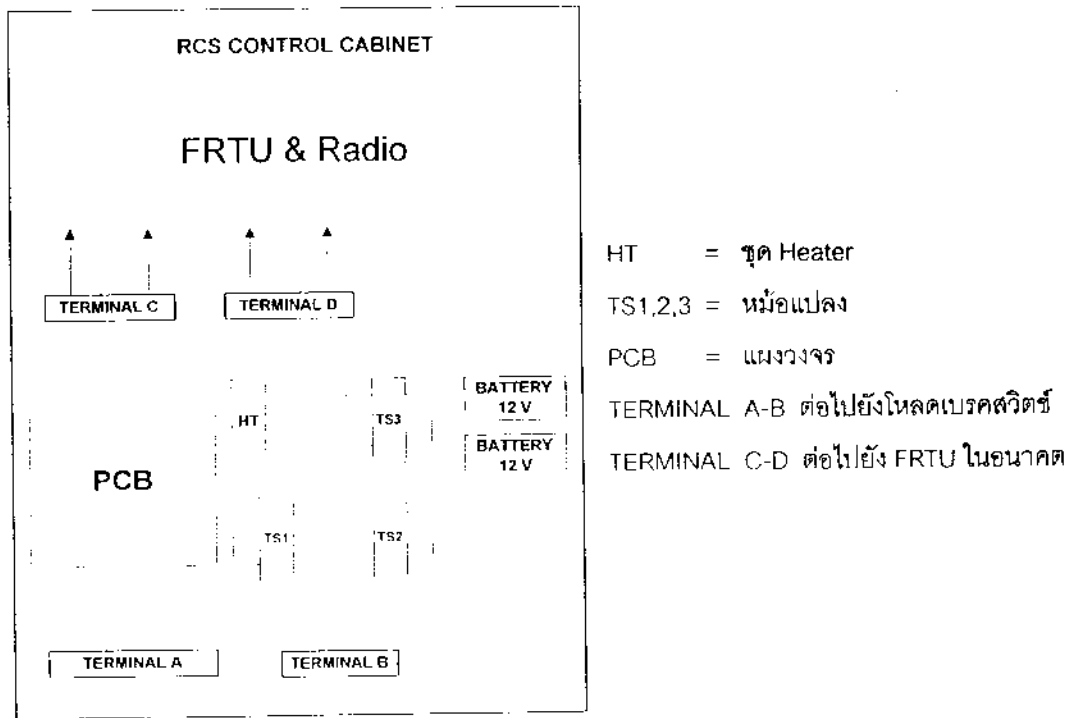 RCS CONTROL CABINET
FRTU & Radio
TERMINAL C
TERMINAL D
HT
TS3
BATTERY
12 V
BATTERY
12 V
PCB
TS1
TS2
TERMINAL A
TERMINAL B
HT = ชุด Heater
TS1,2,3 = หม้อแปลง
PCB = แผงวงจร
TERMINAL A-B ต่อไปยังโหลดเบรคสวิตช์
TERMINAL C-D ต่อไปยัง FRTU ในอนาคต